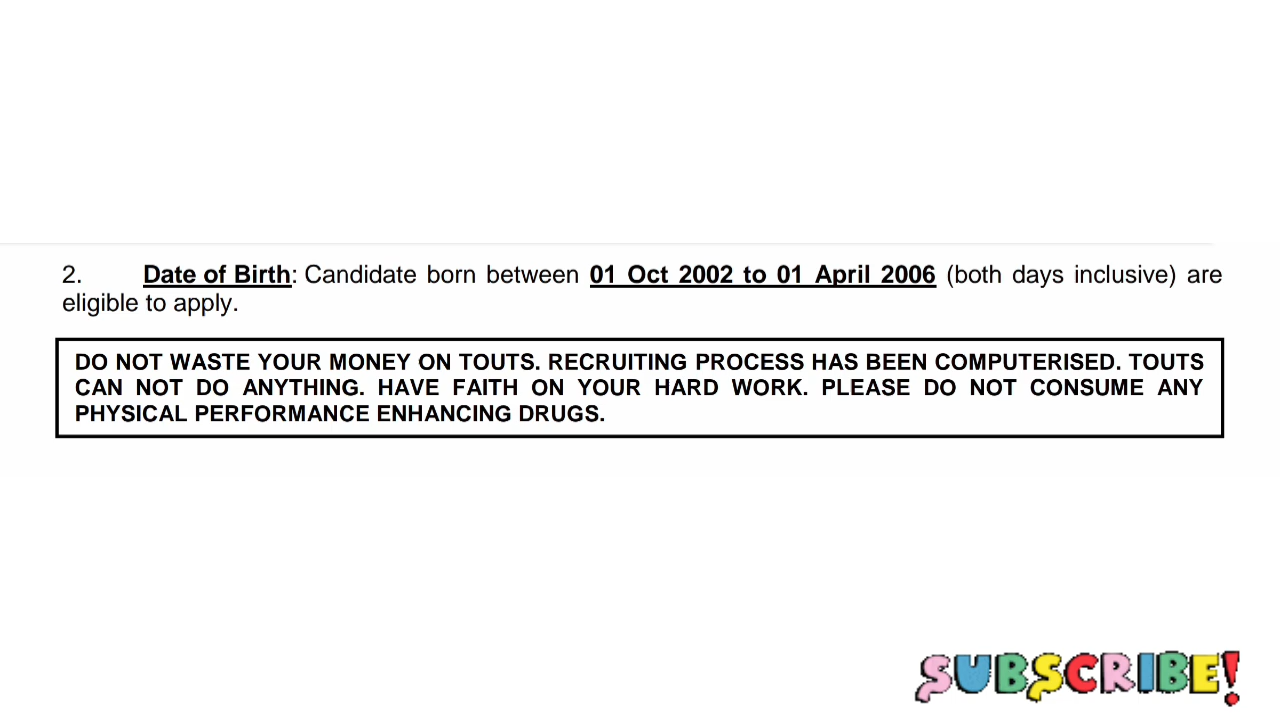 2. Date of Birth: Candidate born between 01 Oct 2002 to 01 April 2006 (both days inclusive) are
eligible to apply.
DO NOT WASTE YOUR MONEY ON TOUTS. RECRUITING PROCESS HAS BEEN COMPUTERISED. TOUTS
CAN NOT DO ANYTHING. HAVE FAITH ON YOUR HARD WORK. PLEASE DO NOT CONSUME ANY
PHYSICAL PERFORMANCE ENHANCING DRUGS.
SUBSCRIBE!